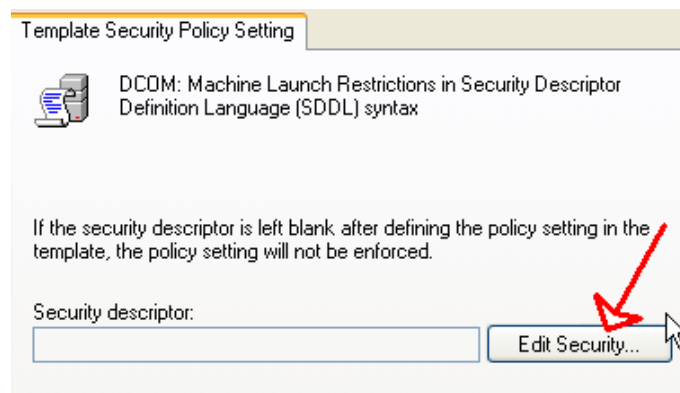 Template Security Policy Setting
DCOM: Machine Launch Restrictions in Security Descriptor
Definition Language (SDDL) syntax
If the security descriptor is left blank after defining the policy setting in the
template, the policy setting will not be enforced.
Security descriptor:
Edit Security...